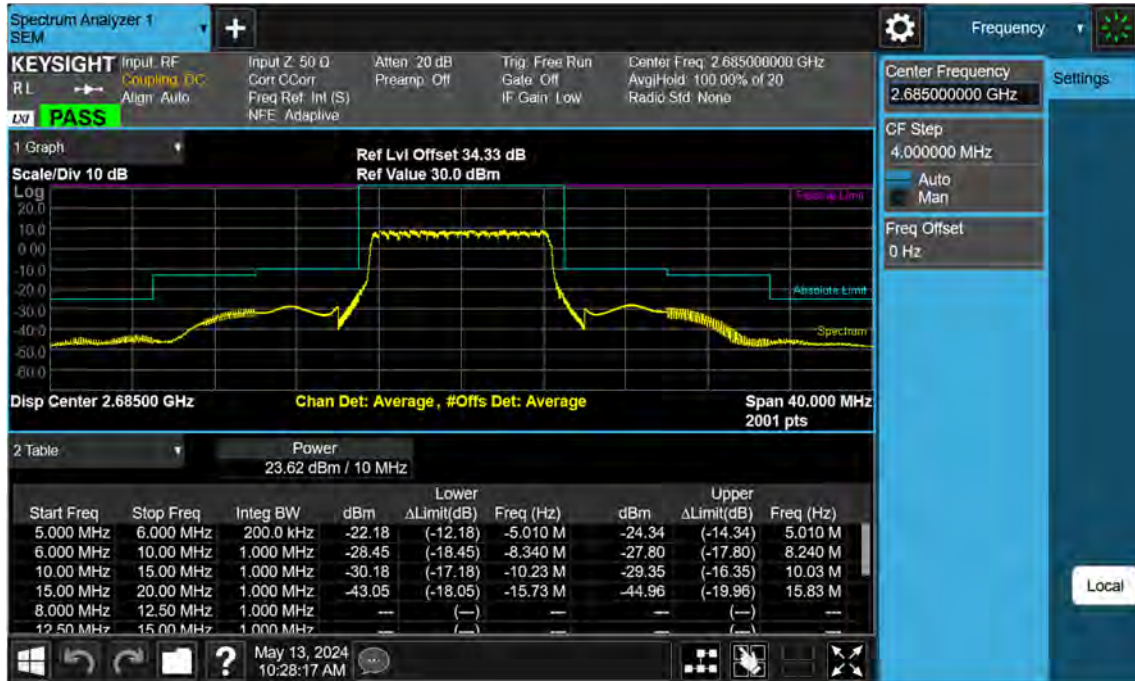 Spectrum Analyzer 1
SEM
+
Frequency
KEYSIGHT
R L
LXI
PASS
Input: RF
Coupling: DC
Align: Auto
Input Z: 50 Ω
Corr CCorr
Freq Ref: Int (S)
NFE: Adaptive
Atten: 20 dB
Preamp: Off
Trig: Free Run
Gate: Off
IF Gain: Low
Center Freq: 2.685000000 GHz
Avg|Hold: 100.00% of 20
Radio Std: None
Center Frequency
2.685000000 GHz
Settings
CF Step
4.000000 MHz
Auto
Man
Freq Offset
0 Hz
Local
1 Graph
Scale/Div 10 dB
Ref Lvl Offset 34.33 dB
Ref Value 30.0 dBm
Log
20.0
10.0
0.00
-10.0
-20.0
-30.0
-40.0
-50.0
-60.0
Absolute Limit
Spectrum
Disp Center 2.68500 GHz
Chan Det: Average, #Offs Det: Average
Span 40.000 MHz
2001 pts
2 Table
Power
23.62 dBm / 10 MHz
Lower Upper
Start Freq Stop Freq Integ BW dBm ΔLimit(dB) Freq (Hz) dBm ΔLimit(dB) Freq (Hz)
5.000 MHz 6.000 MHz 200.0 kHz -22.18 (-12.18) -5.010 M -24.34 (-14.34) 5.010 M
6.000 MHz 10.00 MHz 1.000 MHz -28.45 (-18.45) -8.340 M -27.80 (-17.80) 8.240 M
10.00 MHz 15.00 MHz 1.000 MHz -30.18 (-17.18) -10.23 M -29.35 (-16.35) 10.03 M
15.00 MHz 20.00 MHz 1.000 MHz -43.05 (-18.05) -15.73 M -44.96 (-19.96) 15.83 M
8.000 MHz 12.50 MHz 1.000 MHz --- (---) --- --- (---) ---
12.50 MHz 15.00 MHz 1.000 MHz --- (---) --- --- (---) ---
?
May 13, 2024
10:28:17 AM